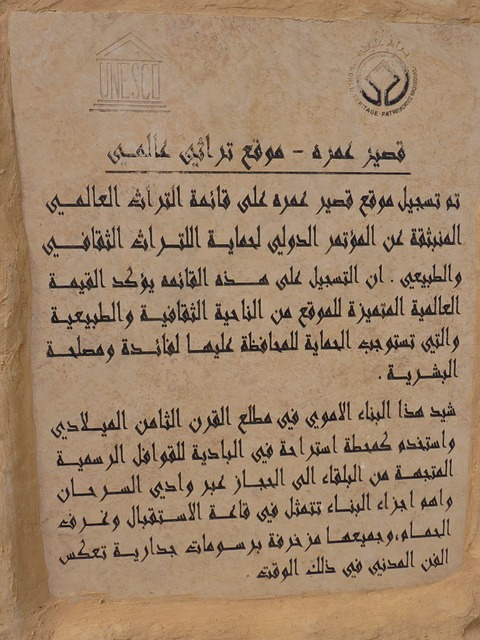 UNESCO
WORLD HERITAGE • PATRIMOINE MONDIAL
قصير عمره - موقع تراثي عالمي
تم تسجيل موقع قصير عمره على قائمة التراث العالمي
المنبثقة عن المؤتمر الدولي لحماية اللتراث الثقافي
والطبيعي . ان التسجيل على هذه القائمه يؤكد القيمة
العالمية المتميزة للموقع من الناحية الثقافية والطبيعية
والتي تستوجب الحماية للمحافظة عليها لفائدة ومصلحة
البشرية .
شيد هذا البناء الاموي في مطلع القرن الثامن الميلادي
واستخدم كمحطة استراحة في البادية للقوافل الرسمية
المتجهة من البلقاء الى الحجاز عبر وادي السرحان
واهم اجزاء البناء تتمثل في قاعة الاستقبال وغرف
الحمام،وجميعها مزخرفة برسومات جدارية تعكس
الفن المدني في ذلك الوقت .